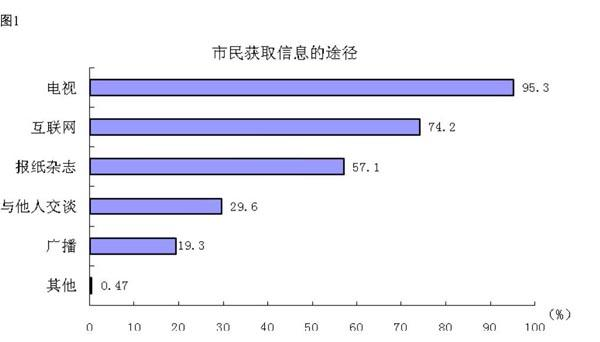 图1
市民获取信息的途径
电视 95.3
互联网 74.2
报纸杂志 57.1
与他人交谈 29.6
广播 19.3
其他 0.47
0 10 20 30 40 50 60 70 80 90 100
(%)